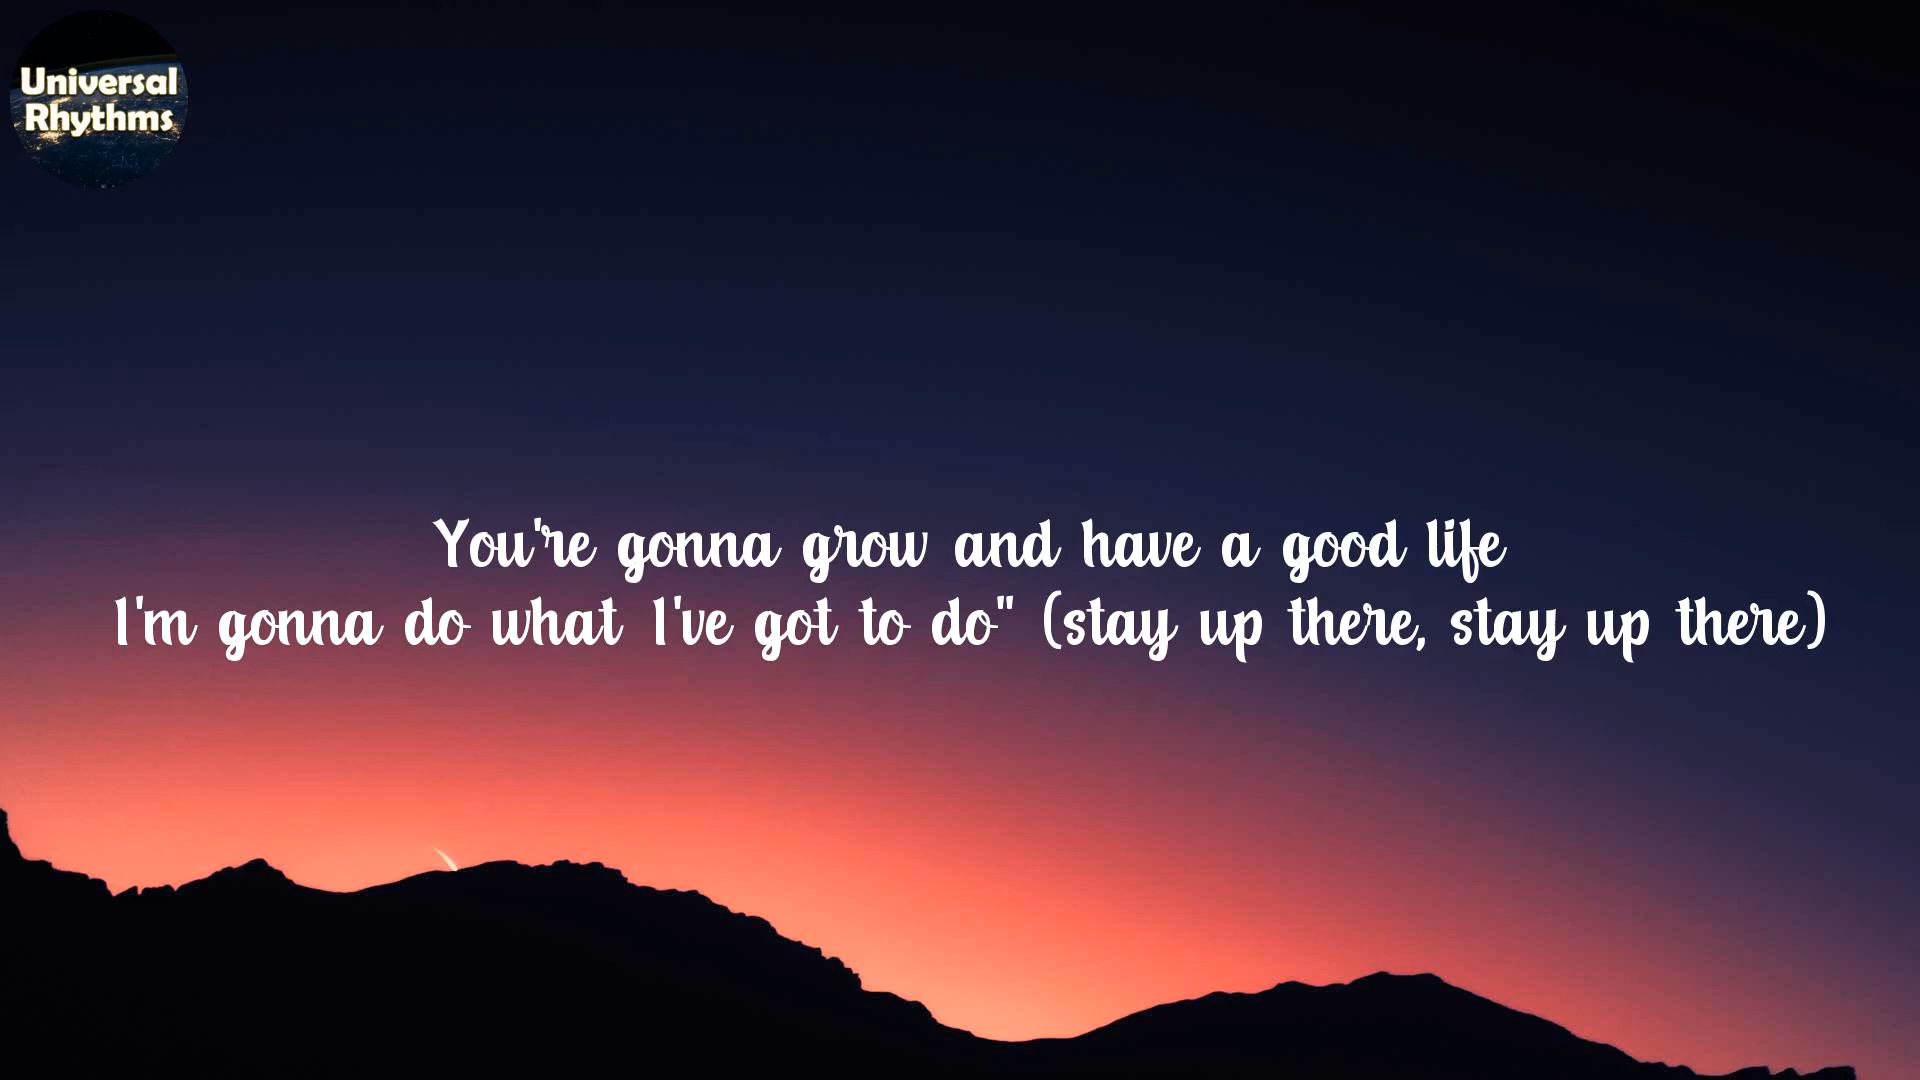 Universal
Rhythms
You're gonna grow and have a good life
I'm gonna do what I've got to do" (stay up there, stay up there)